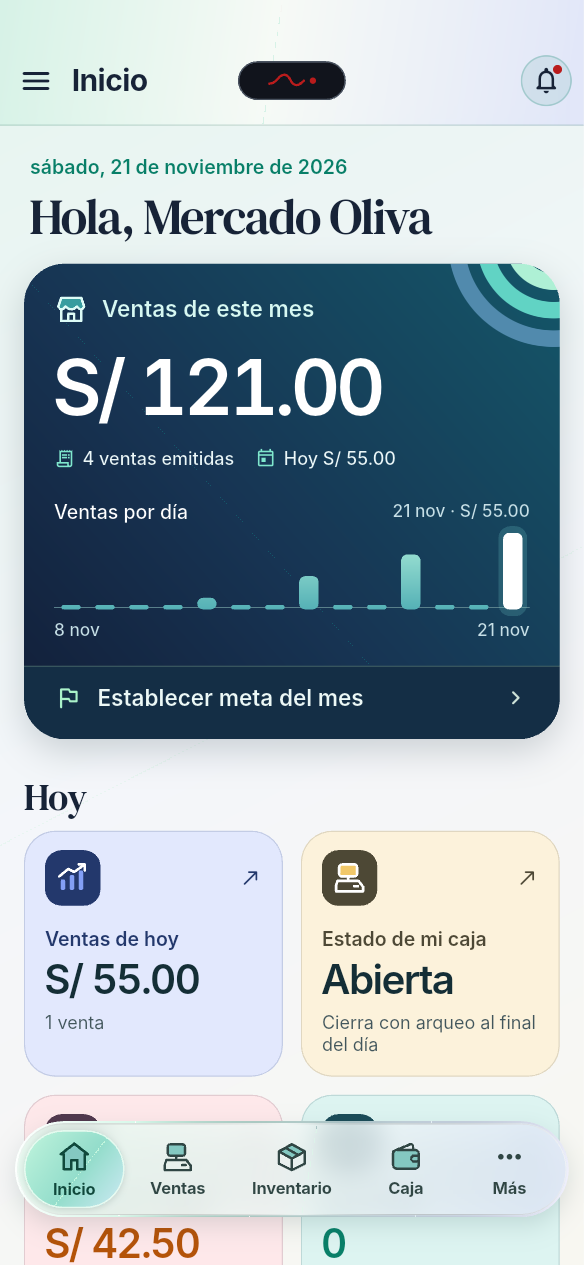 Inicio
sábado, 21 de noviembre de 2026
Hola, Mercado Oliva
Ventas de este mes
S/ 121.00
4 ventas emitidas
Hoy S/ 55.00
Ventas por día
21 nov · S/ 55.00
8 nov
21 nov
Establecer meta del mes
Hoy
Ventas de hoy
S/ 55.00
1 venta
Estado de mi caja
Abierta
Cierra con arqueo al final
del día
Inicio
Ventas
Inventario
Caja
Más
S/ 42.50
0